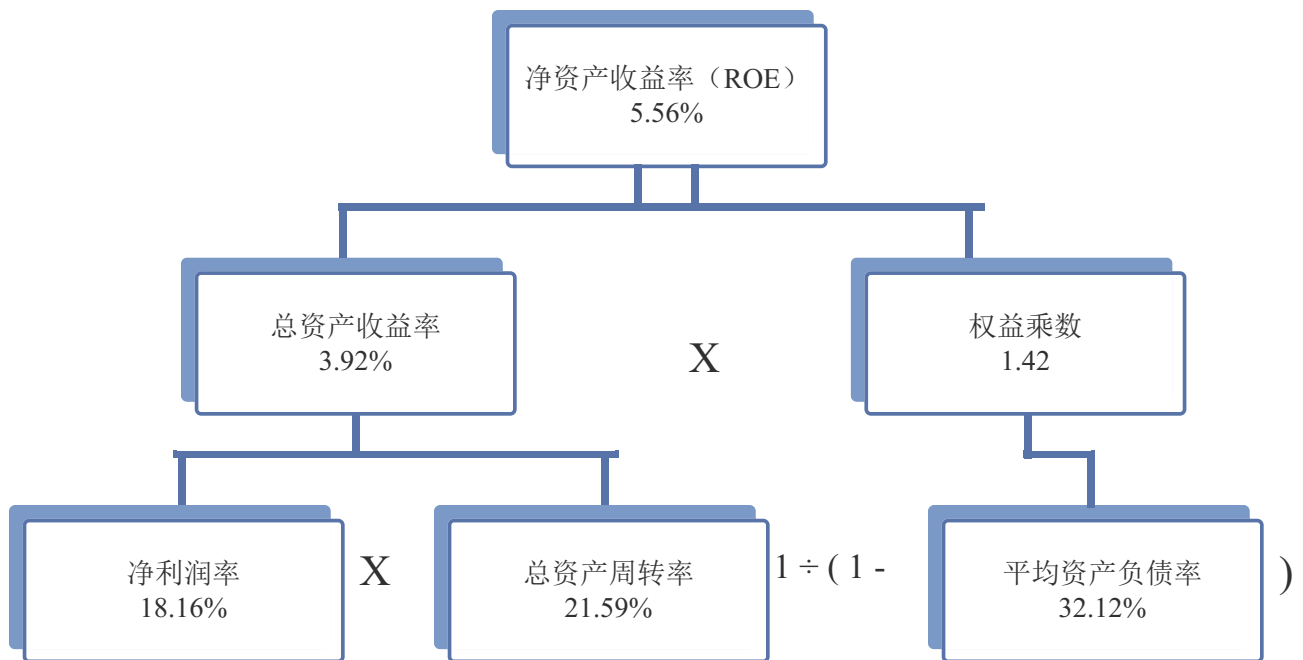 净资产收益率（ROE）
5.56%
总资产收益率
3.92%
X
权益乘数
1.42
净利润率
18.16%
X
总资产周转率
21.59%
1 ÷ ( 1 -
平均资产负债率
32.12%
)